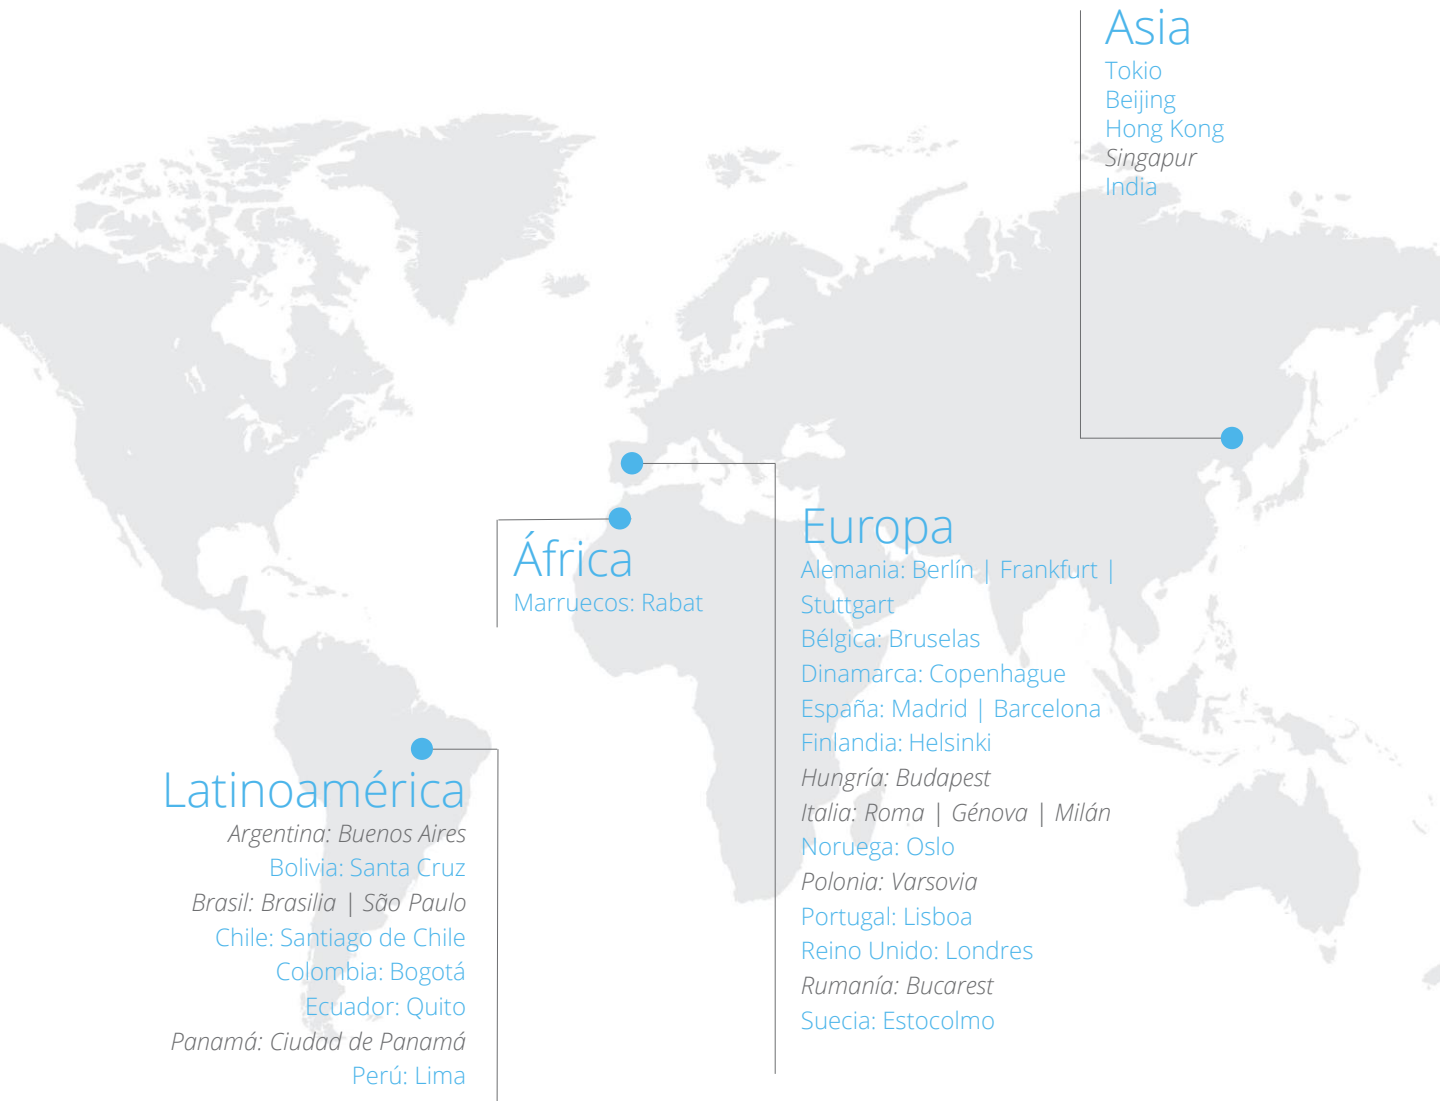 Asia
Tokio
Beijing
Hong Kong
Singapur
India
África
Marruecos: Rabat
Europa
Alemania: Berlín | Frankfurt |
Stuttgart
Bélgica: Bruselas
Dinamarca: Copenhague
España: Madrid | Barcelona
Finlandia: Helsinki
Hungría: Budapest
Italia: Roma | Génova | Milán
Noruega: Oslo
Polonia: Varsovia
Portugal: Lisboa
Reino Unido: Londres
Rumanía: Bucarest
Suecia: Estocolmo
Latinoamérica
Argentina: Buenos Aires
Bolivia: Santa Cruz
Brasil: Brasilia | São Paulo
Chile: Santiago de Chile
Colombia: Bogotá
Ecuador: Quito
Panamá: Ciudad de Panamá
Perú: Lima